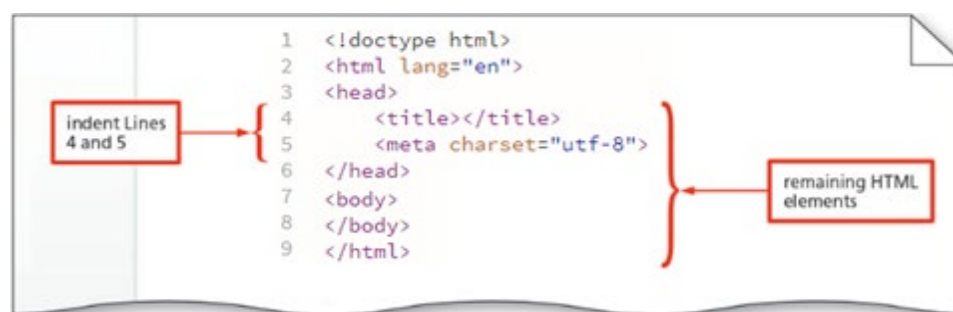 1 <!doctype html>
2 <html lang="en">
3 <head>
indent Lines
4 and 5
4 <title></title>
5 <meta charset="utf-8">
6 </head>
7 <body>
8 </body>
9 </html>
remaining HTML
elements